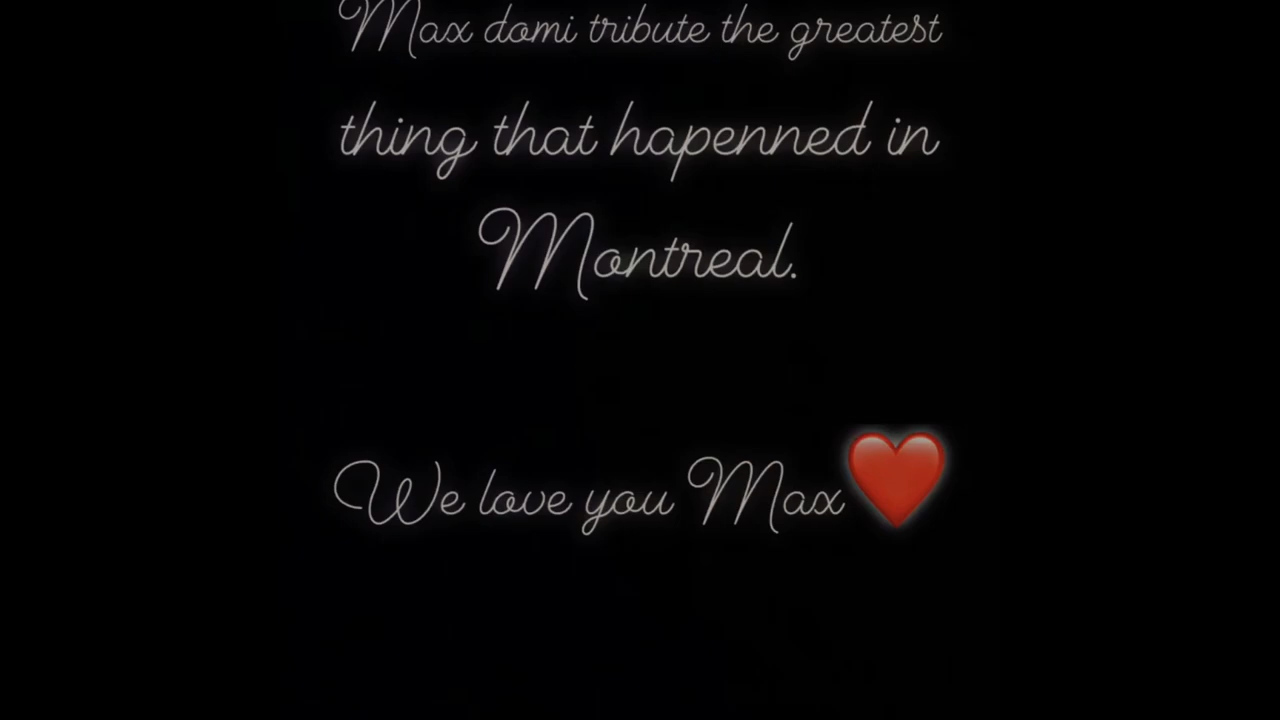 Max domi tribute the greatest
thing that hapenned in
Montreal.
We love you Max❤️